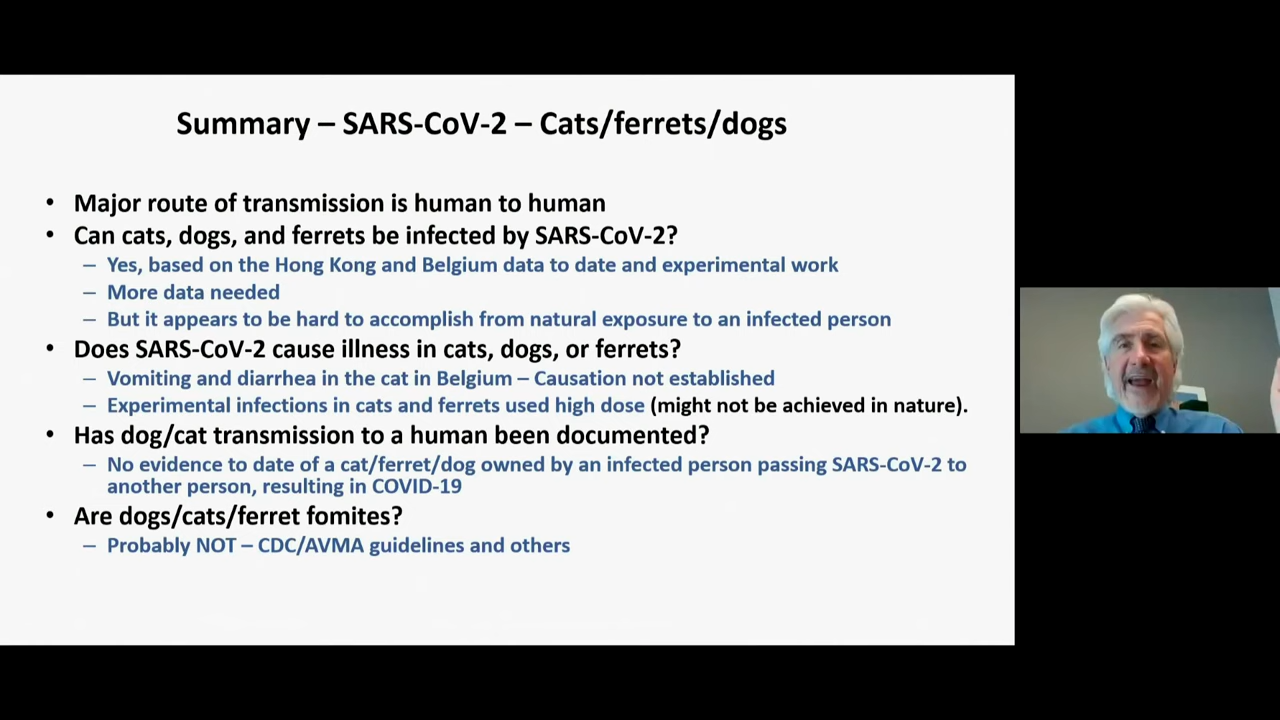 Summary – SARS-CoV-2 – Cats/ferrets/dogs
• Major route of transmission is human to human
• Can cats, dogs, and ferrets be infected by SARS-CoV-2?
– Yes, based on the Hong Kong and Belgium data to date and experimental work
– More data needed
– But it appears to be hard to accomplish from natural exposure to an infected person
• Does SARS-CoV-2 cause illness in cats, dogs, or ferrets?
– Vomiting and diarrhea in the cat in Belgium – Causation not established
– Experimental infections in cats and ferrets used high dose (might not be achieved in nature).
• Has dog/cat transmission to a human been documented?
– No evidence to date of a cat/ferret/dog owned by an infected person passing SARS-CoV-2 to
another person, resulting in COVID-19
• Are dogs/cats/ferret fomites?
– Probably NOT – CDC/AVMA guidelines and others